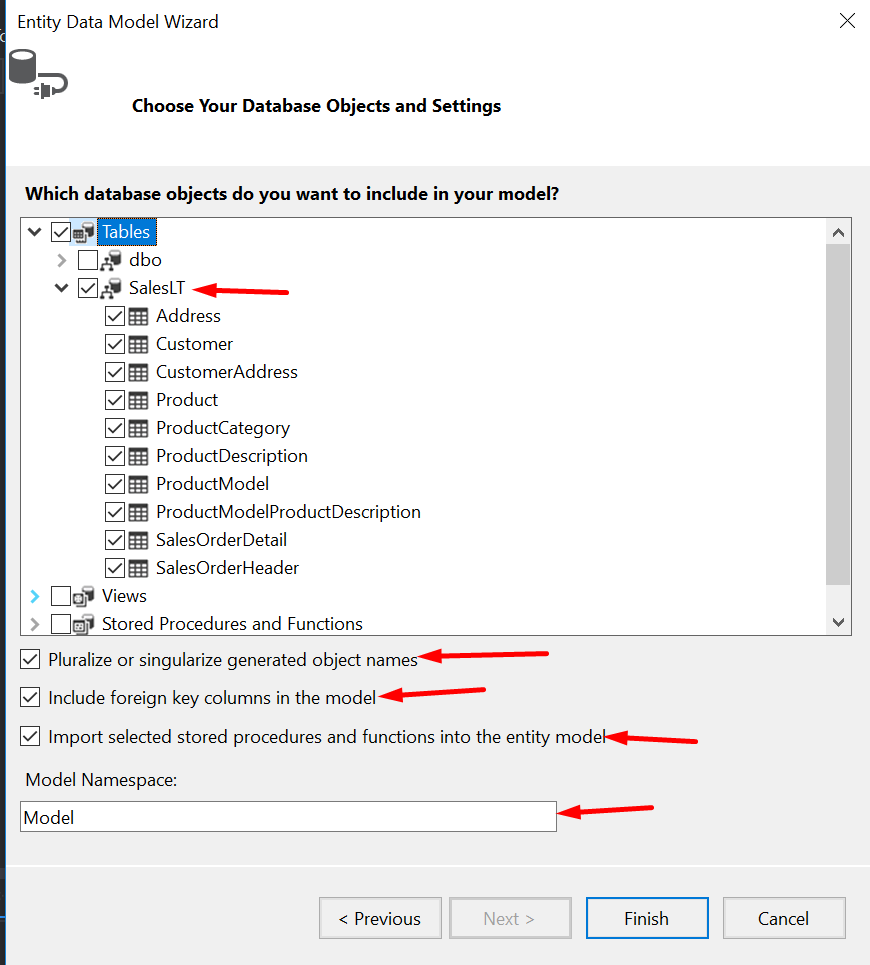 Entity Data Model Wizard
Choose Your Database Objects and Settings
Which database objects do you want to include in your model?
Tables
dbo
SalesLT
Address
Customer
CustomerAddress
Product
ProductCategory
ProductDescription
ProductModel
ProductModelProductDescription
SalesOrderDetail
SalesOrderHeader
Views
Stored Procedures and Functions
Pluralize or singularize generated object names
Include foreign key columns in the model
Import selected stored procedures and functions into the entity model
Model Namespace:
Model
< Previous Next > Finish Cancel